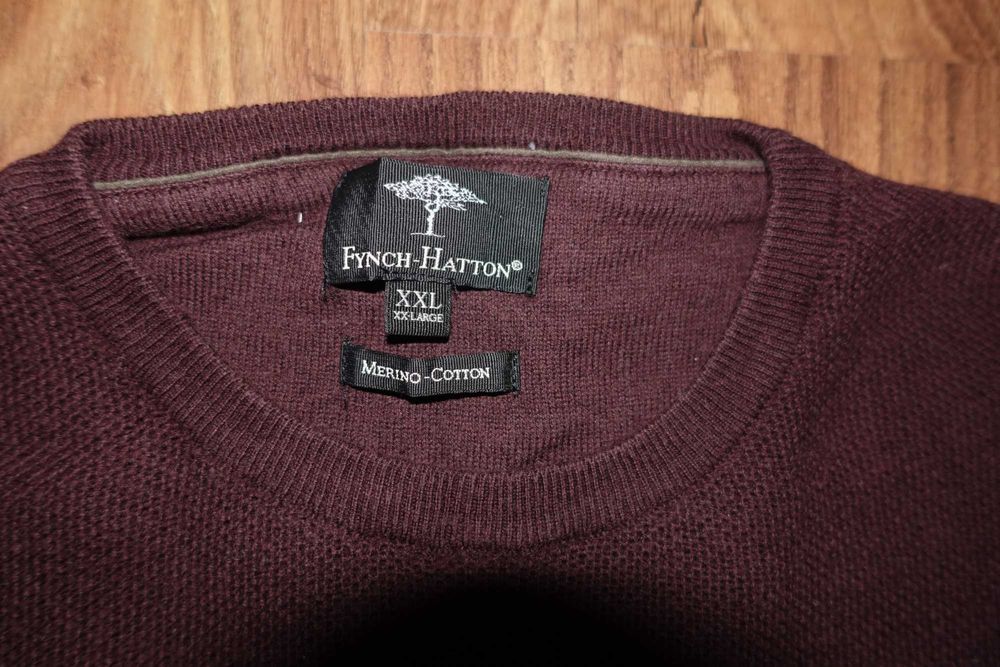 FYNCH-HATTON®
XXL
XX-LARGE
MERINO-COTTON